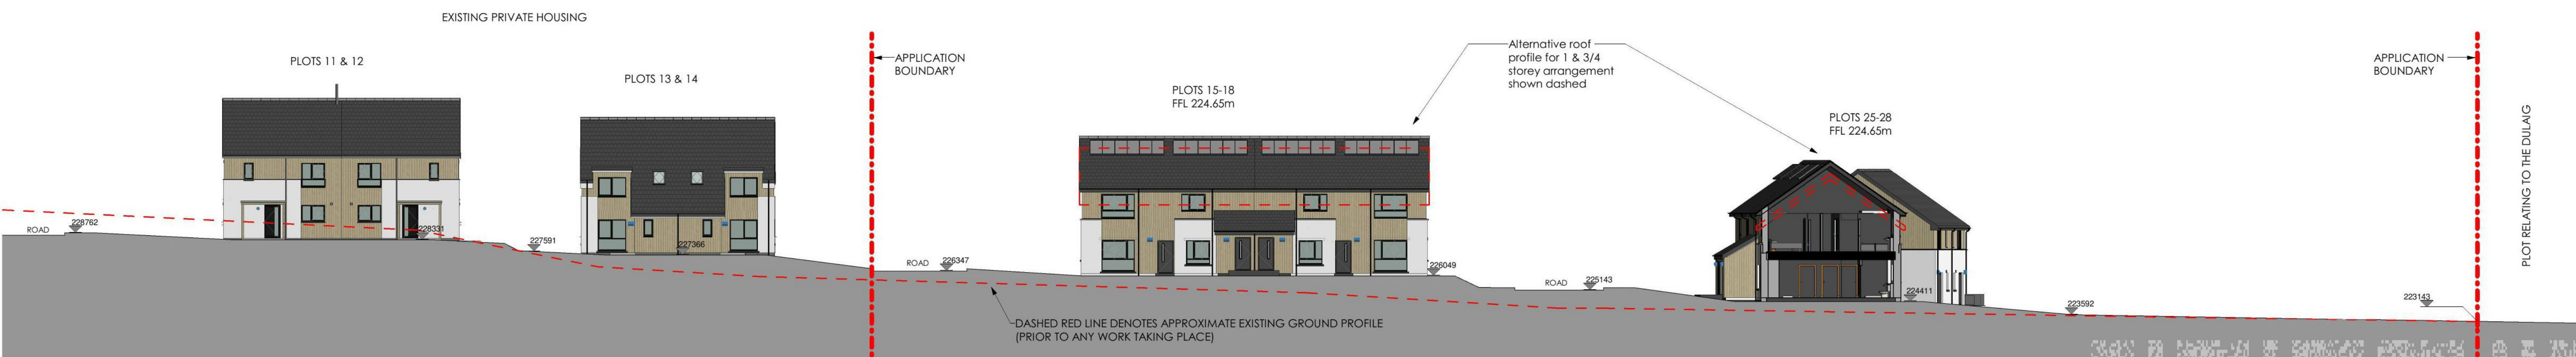 EXISTING PRIVATE HOUSING
PLOTS 11 & 12
PLOTS 13 & 14
APPLICATION
BOUNDARY
PLOTS 15-18
FFL 224.65m
Alternative roof
profile for 1 & 3/4
storey arrangement
shown dashed
PLOTS 25-28
FFL 224.65m
APPLICATION
BOUNDARY
PLOT RELATING TO THE DULAIG
ROAD
228762
228331
227591
227366
ROAD
226347
226049
ROAD
225143
224411
223592
223143
DASHED RED LINE DENOTES APPROXIMATE EXISTING GROUND PROFILE
(PRIOR TO ANY WORK TAKING PLACE)